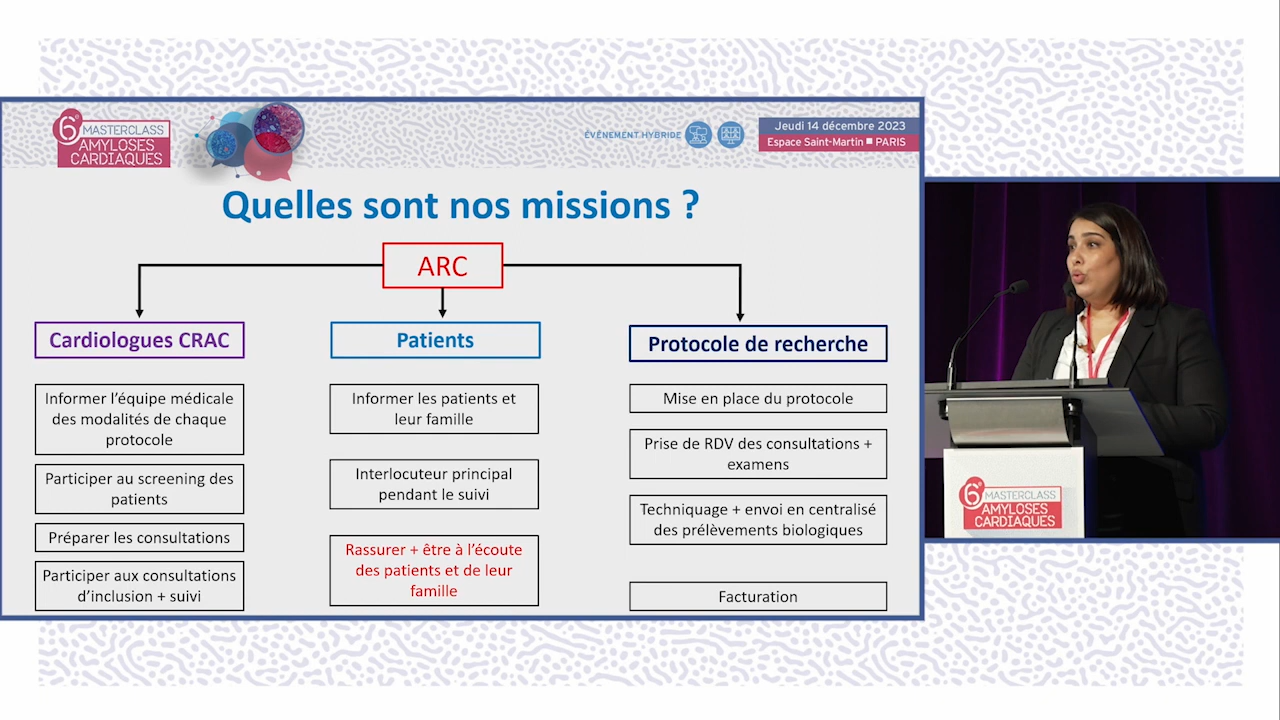 6e
MASTERCLASS
AMYLOSES
CARDIAQUES
ÉVÉNEMENT HYBRIDE
Jeudi 14 décembre 2023
Espace Saint-Martin ■ PARIS
Quelles sont nos missions ?
ARC
Cardiologues CRAC
Informer l’équipe médicale
des modalités de chaque
protocole
Participer au screening des
patients
Préparer les consultations
Participer aux consultations
d’inclusion + suivi
Patients
Informer les patients et
leur famille
Interlocuteur principal
pendant le suivi
Rassurer + être à l’écoute
des patients et de leur
famille
Protocole de recherche
Mise en place du protocole
Prise de RDV des consultations +
examens
Techniquage + envoi en centralisé
des prélèvements biologiques
Facturation
6e
MASTERCLASS
AMYLOSES
CARDIAQUES